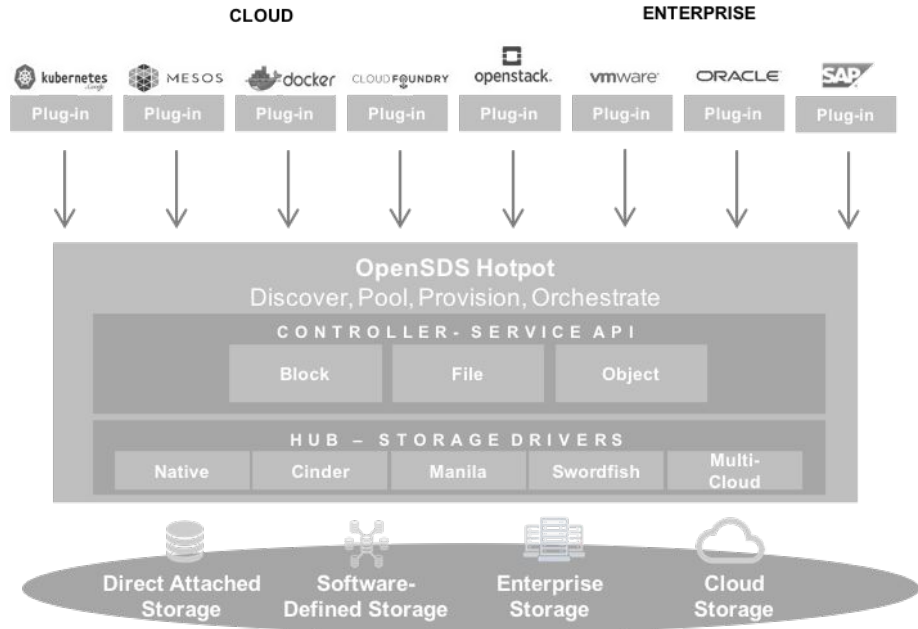 CLOUD
ENTERPRISE
kubernetes
MESOS
docker
CLOUDFOUNDRY
openstack.
vmware
ORACLE
SAP
Plug-in
Plug-in
Plug-in
Plug-in
Plug-in
Plug-in
Plug-in
Plug-in
OpenSDS Hotpot
Discover, Pool, Provision, Orchestrate
CONTROLLER- SERVICE API
Block
File
Object
HUB – STORAGE DRIVERS
Native
Cinder
Manila
Swordfish
Multi-
Cloud
Direct Attached
Storage
Software-
Defined Storage
Enterprise
Storage
Cloud
Storage